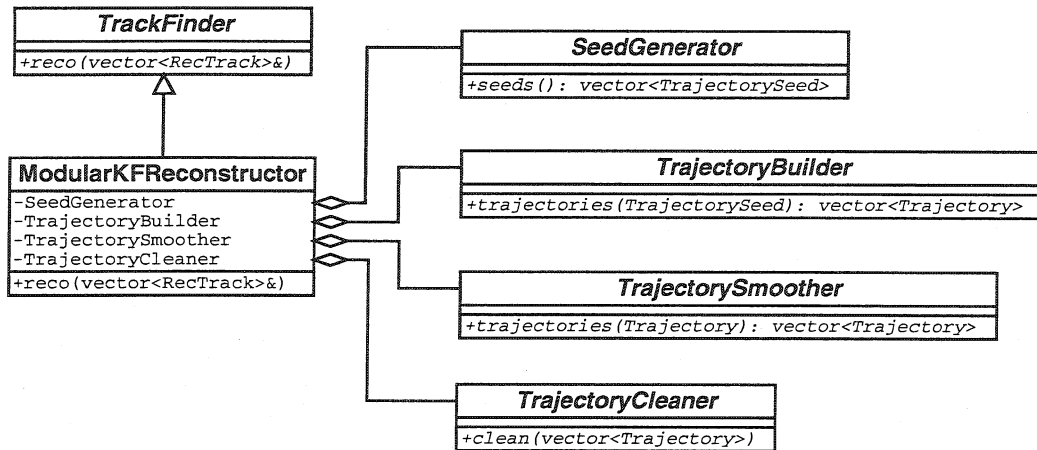 TrackFinder
+reco(vector<RecTrack>&)
SeedGenerator
+seeds(): vector<TrajectorySeed>
ModularKFReconstructor
-SeedGenerator
-TrajectoryBuilder
-TrajectorySmoother
-TrajectoryCleaner
+reco(vector<RecTrack>&)
TrajectoryBuilder
+trajectories(TrajectorySeed): vector<Trajectory>
TrajectorySmoother
+trajectories(Trajectory): vector<Trajectory>
TrajectoryCleaner
+clean(vector<Trajectory>)